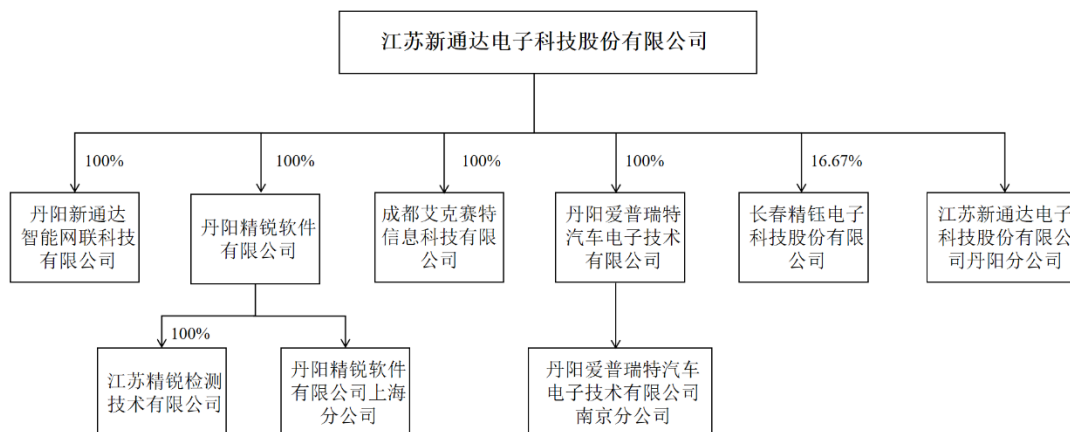 江苏新通达电子科技股份有限公司
100%
100%
100%
100%
16.67%
丹阳新通达
智能网联科技
有限公司
丹阳精锐软件
有限公司
成都艾克赛特
信息科技有限
公司
丹阳爱普瑞特
汽车电子技术
有限公司
长春精钰电子
科技股份有限
公司
江苏新通达电子
科技股份有限公
司丹阳分公司
100%
江苏精锐检测
技术有限公司
丹阳精锐软件
有限公司上海
分公司
丹阳爱普瑞特汽车
电子技术有限公司
南京分公司